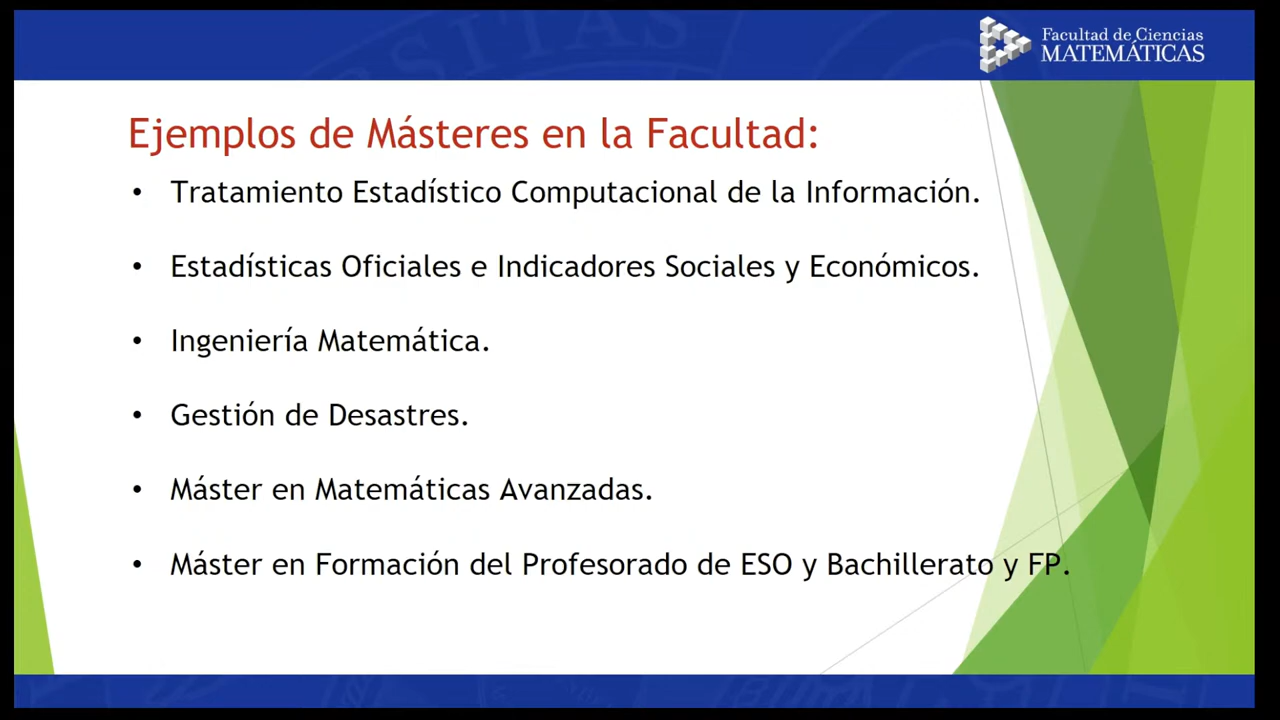 Facultad de Ciencias
MATEMÁTICAS
Ejemplos de Másteres en la Facultad:
• Tratamiento Estadístico Computacional de la Información.
• Estadísticas Oficiales e Indicadores Sociales y Económicos.
• Ingeniería Matemática.
• Gestión de Desastres.
• Máster en Matemáticas Avanzadas.
• Máster en Formación del Profesorado de ESO y Bachillerato y FP.